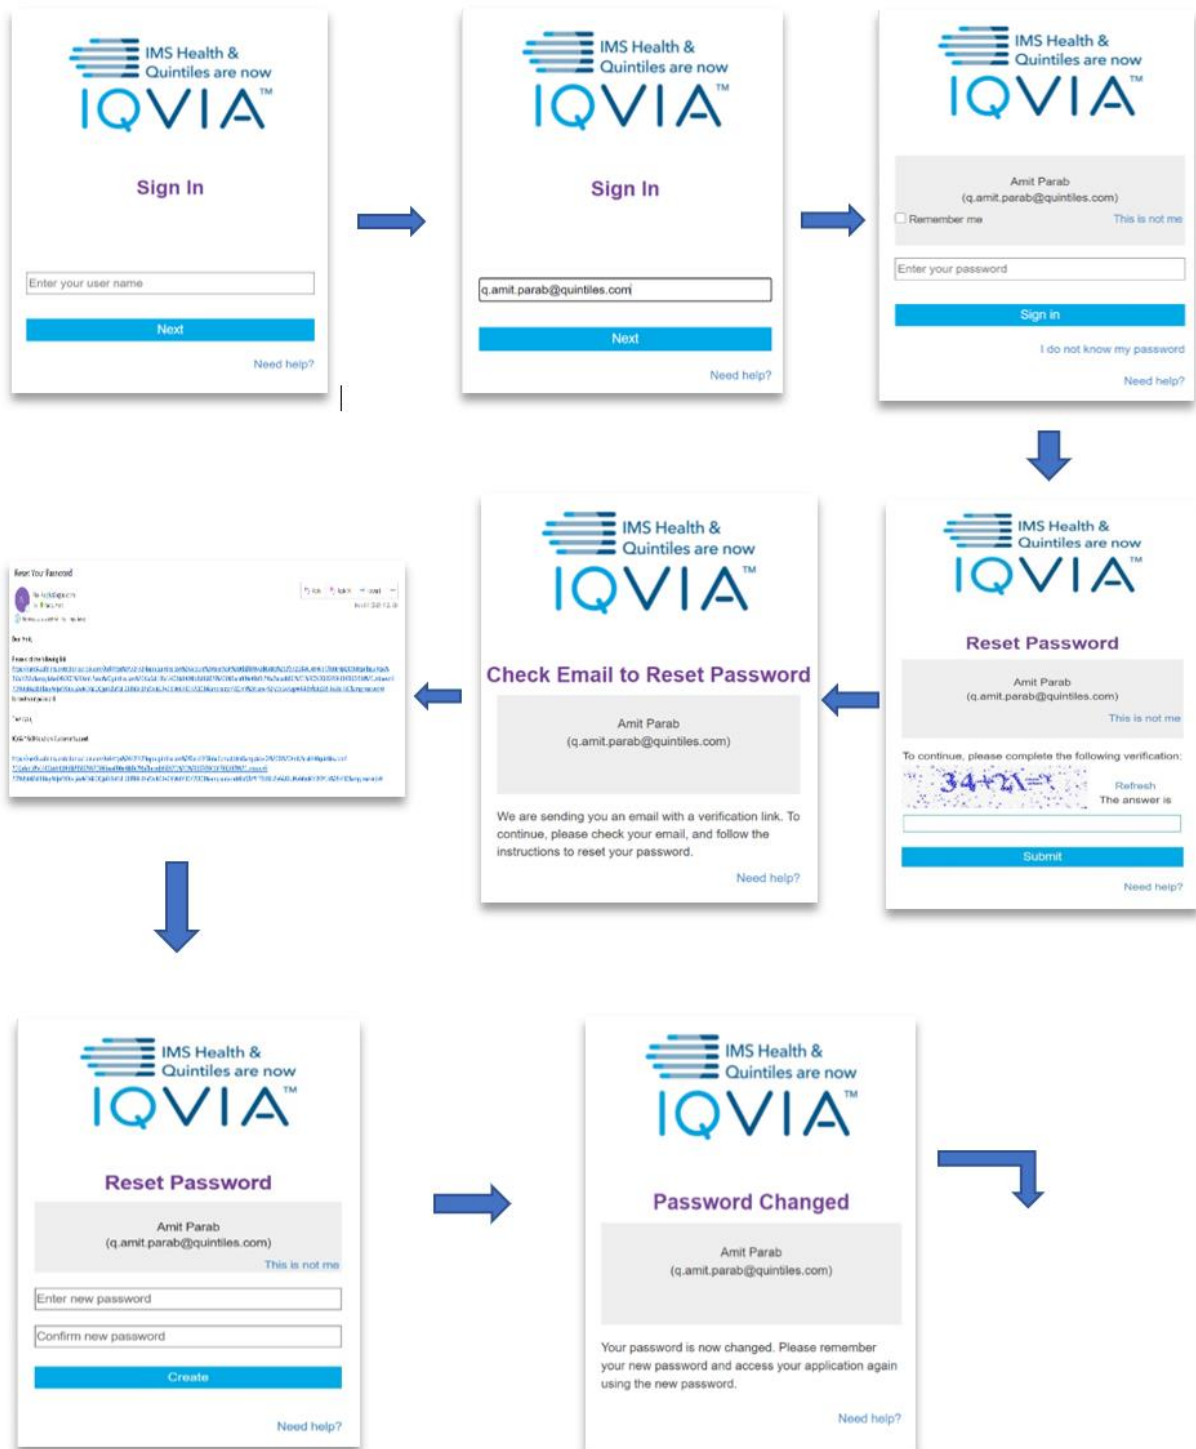 IMS Health &
Quintiles are now
IQVIA™
Sign In
Enter your user name
Next
Need help?
IMS Health &
Quintiles are now
IQVIA™
Sign In
q.amit.parab@quintiles.com
Next
Need help?
IMS Health &
Quintiles are now
IQVIA™
Amit Parab
(q.amit.parab@quintiles.com)
Remember me This is not me
Enter your password
Sign in
I do not know my password
Need help?
IMS Health &
Quintiles are now
IQVIA™
Reset Password
Amit Parab
(q.amit.parab@quintiles.com)
This is not me
To continue, please complete the following verification:
34+21=?
Refresh
The answer is
Submit
Need help?
IMS Health &
Quintiles are now
IQVIA™
Check Email to Reset Password
Amit Parab
(q.amit.parab@quintiles.com)
We are sending you an email with a verification link. To
continue, please check your email, and follow the
instructions to reset your password.
Need help?
Reset Your Password
IMS Health &
Quintiles are now
IQVIA™
Reset Password
Amit Parab
(q.amit.parab@quintiles.com)
This is not me
Enter new password
Confirm new password
Create
Need help?
IMS Health &
Quintiles are now
IQVIA™
Password Changed
Amit Parab
(q.amit.parab@quintiles.com)
Your password is now changed. Please remember
your new password and access your application again
using the new password.
Need help?